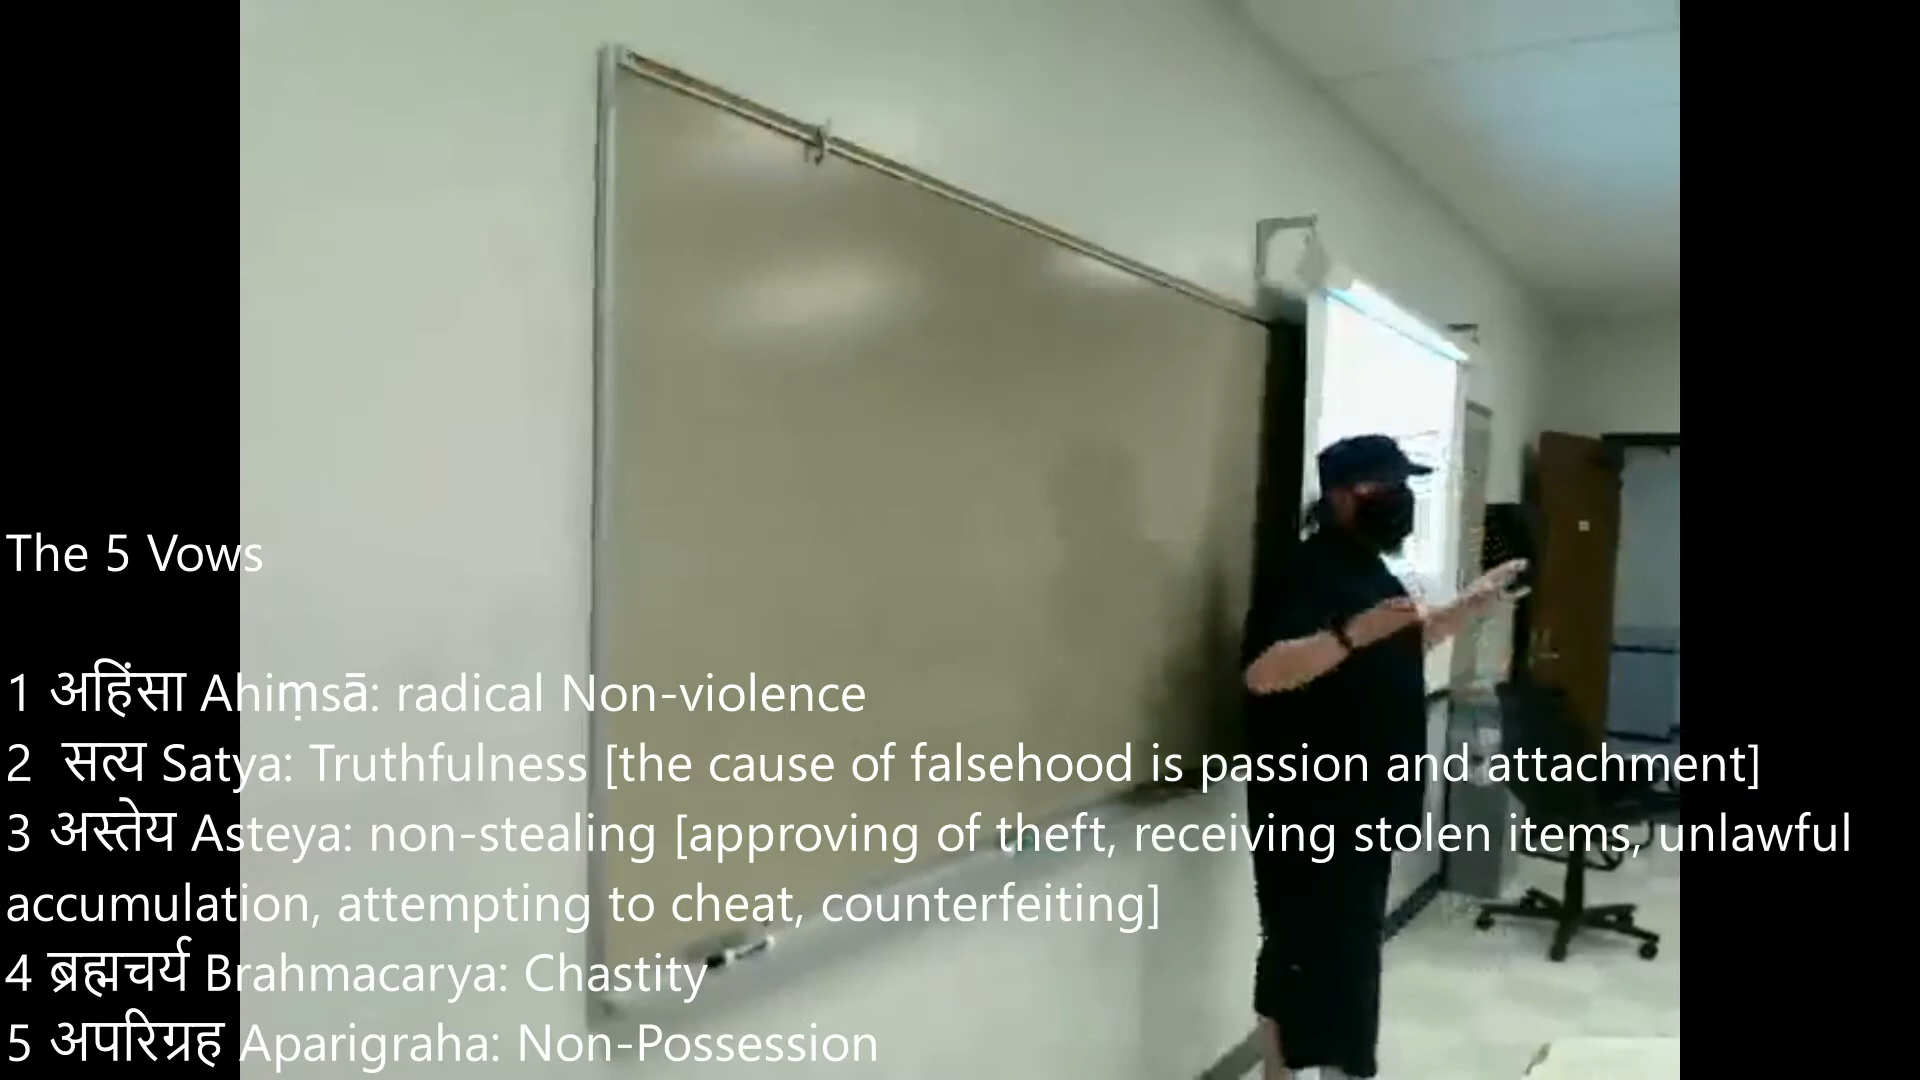 The 5 Vows
1 अहिंसा Ahiṃsā: radical Non-violence
2 सत्य Satya: Truthfulness [the cause of falsehood is passion and attachment]
3 अस्तेय Asteya: non-stealing [approving of theft, receiving stolen items, unlawful
accumulation, attempting to cheat, counterfeiting]
4 ब्रह्मचर्य Brahmacarya: Chastity
5 अपरिग्रह Aparigraha: Non-Possession